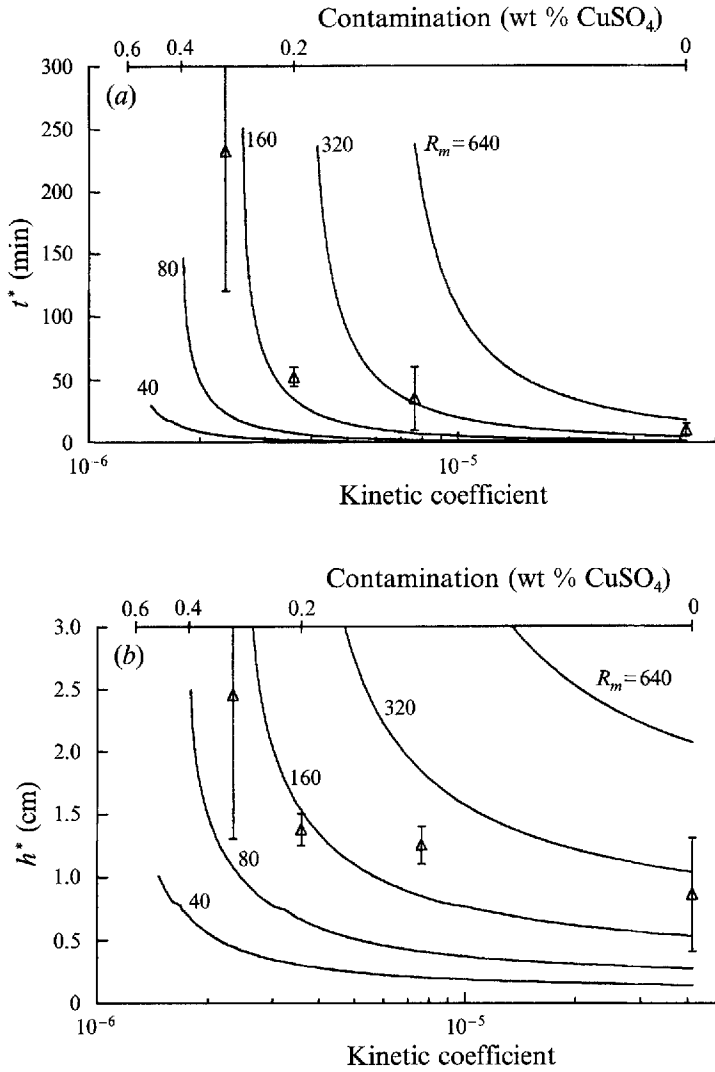 Contamination (wt % CuSO₄)
0.6 0.4 0.2 0
300
(a)
160
320
Rₘ=640
250
200
t* (min)
150
80
100
50
40
0
10⁻⁶ 10⁻⁵
Kinetic coefficient
Contamination (wt % CuSO₄)
0.6 0.4 0.2 0
3.0
(b)
Rₘ=640
2.5
320
2.0
160
h* (cm)
1.5
80
1.0
40
0.5
0
10⁻⁶ 10⁻⁵
Kinetic coefficient